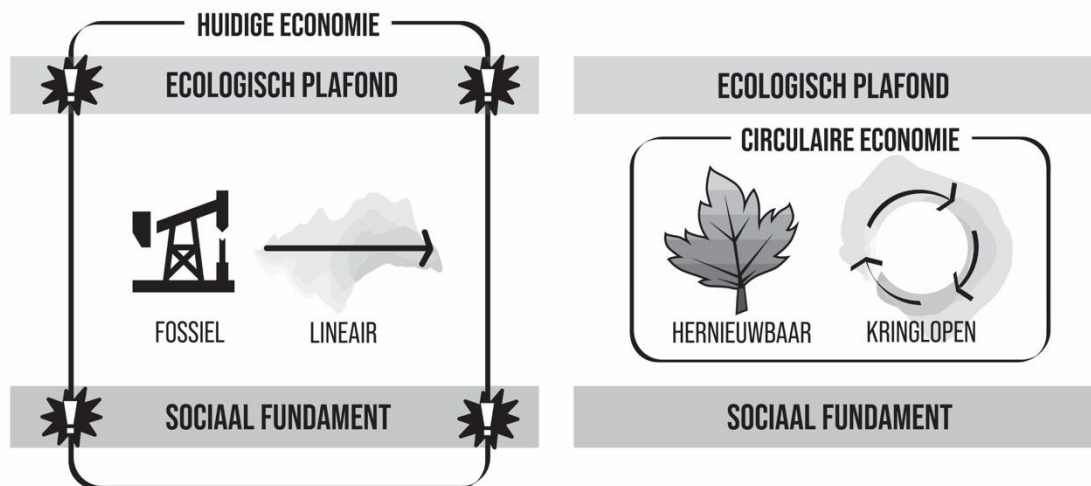 HUIDIGE ECONOMIE
ECOLOGISCH PLAFOND
FOSSIEL
LINEAIR
SOCIAAL FUNDAMENT
ECOLOGISCH PLAFOND
CIRCULAIRE ECONOMIE
HERNIEUWBAAR
KRINGLOPEN
SOCIAAL FUNDAMENT